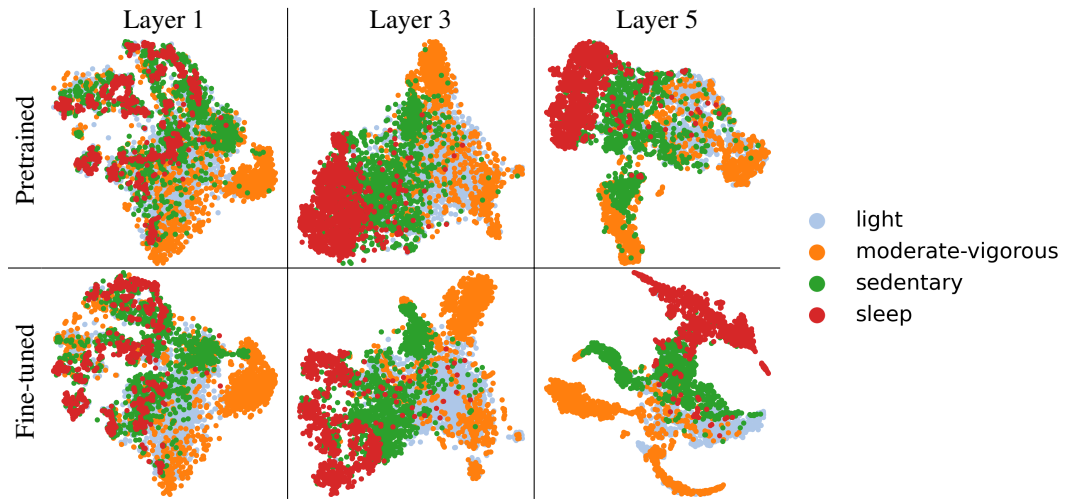 Layer 1
Layer 3
Layer 5
Pretrained
Fine-tuned
light
moderate-vigorous
sedentary
sleep